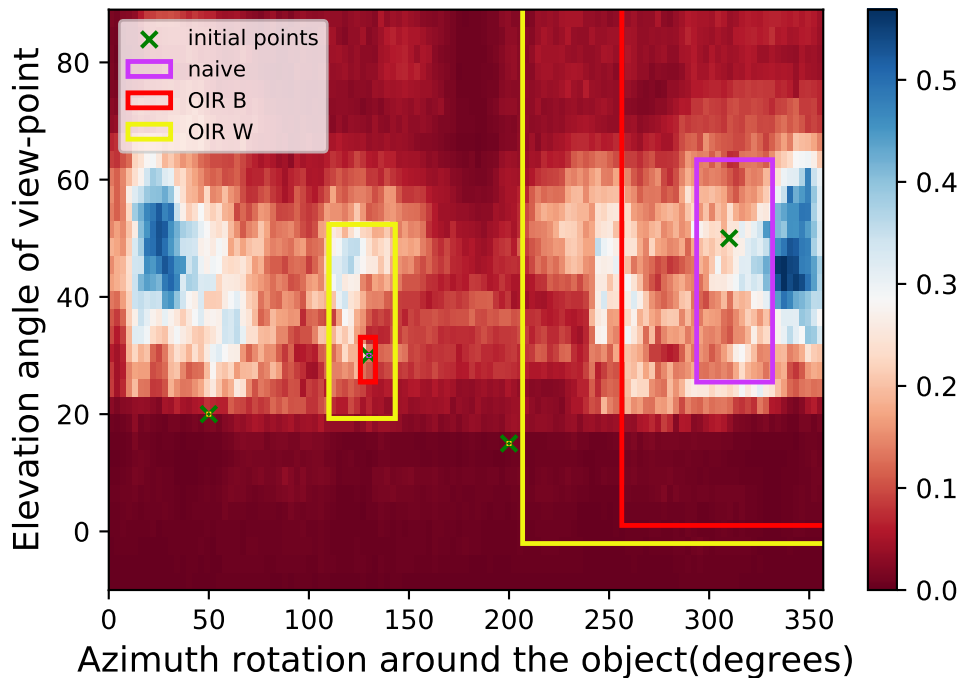 initial points
naive
OIR B
OIR W
Elevation angle of view-point
80
60
40
20
0
0 50 100 150 200 250 300 350
Azimuth rotation around the object(degrees)
0.5
0.4
0.3
0.2
0.1
0.0